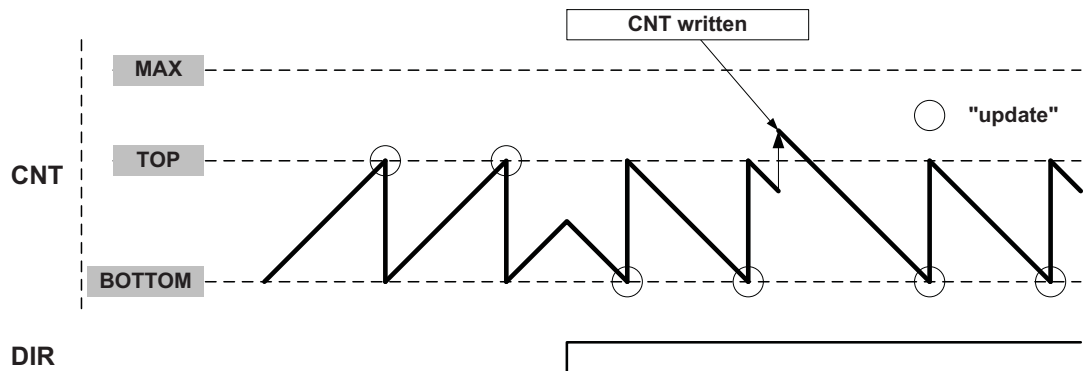 CNT written
MAX
"update"
TOP
CNT
BOTTOM
DIR